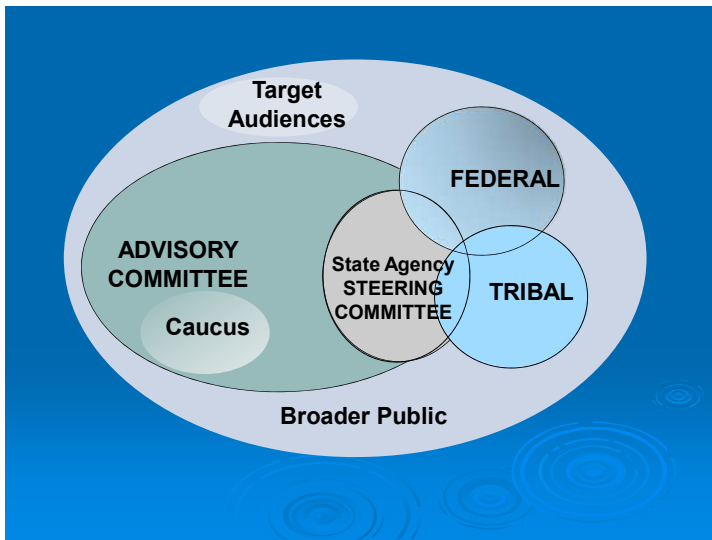 Target
Audiences
FEDERAL
ADVISORY
COMMITTEE
State Agency
STEERING
COMMITTEE
TRIBAL
Caucus
Broader Public